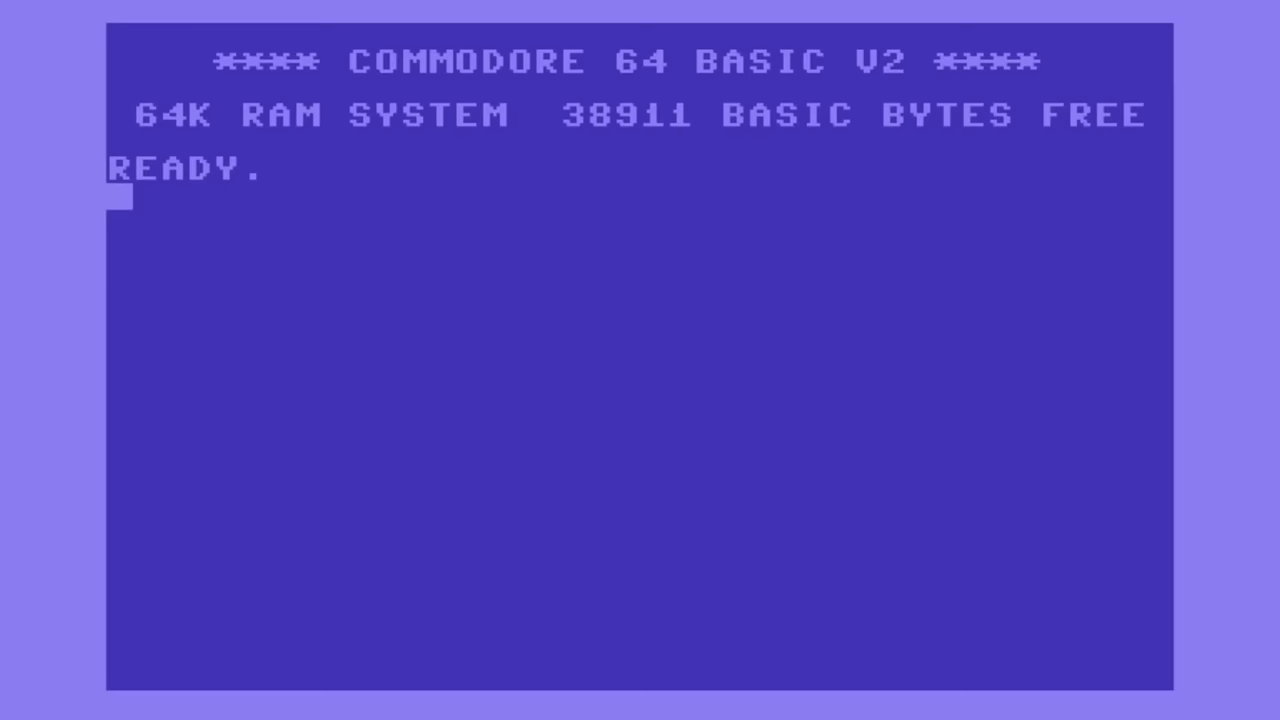 **** COMMODORE 64 BASIC V2 ****
64K RAM SYSTEM  38911 BASIC BYTES FREE
READY.